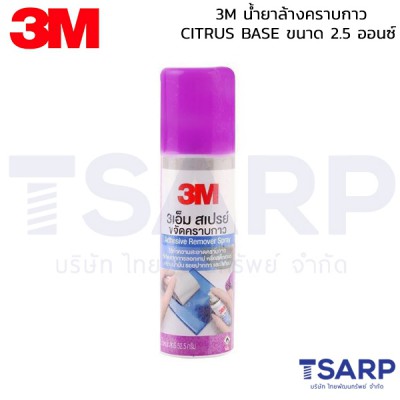 3M
3M น้ำยาล้างคราบกาว
CITRUS BASE ขนาด 2.5 ออนซ์
3M
3เอ็ม สเปรย์
ขจัดคราบกาว
Adhesive Remover Spray
TSARP
บริษัท ไทยพัฒนทรัพย์ จำกัด
TSARP
บริษัท ไทยพัฒนทรัพย์ จำกัด